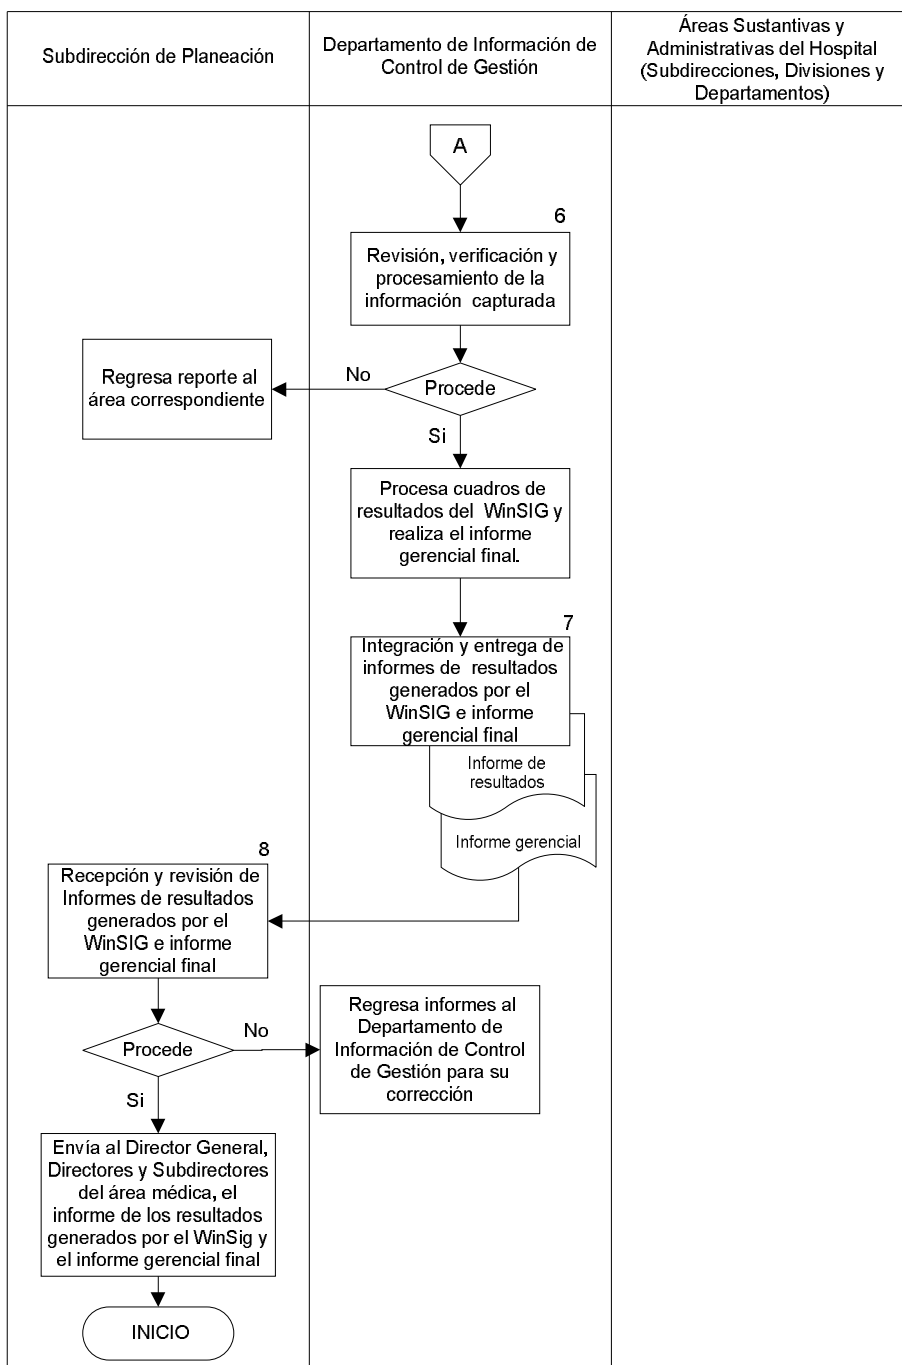 Subdirección de Planeación
Departamento de Información de
Control de Gestión
Áreas Sustantivas y
Administrativas del Hospital
(Subdirecciones, Divisiones y
Departamentos)
A
6
Revisión, verificación y
procesamiento de la
información capturada
Regresa reporte al
área correspondiente
No
Procede
Si
Procesa cuadros de
resultados del WinSIG y
realiza el informe
gerencial final.
7
Integración y entrega de
informes de resultados
generados por el
WinSIG e informe
gerencial final
Informe de
resultados
Informe gerencial
8
Recepción y revisión de
Informes de resultados
generados por el
WinSIG e informe
gerencial final
Procede
No
Regresa informes al
Departamento de
Información de Control
de Gestión para su
corrección
Si
Envía al Director General,
Directores y Subdirectores
del área médica, el
informe de los resultados
generados por el WinSig y
el informe gerencial final
INICIO